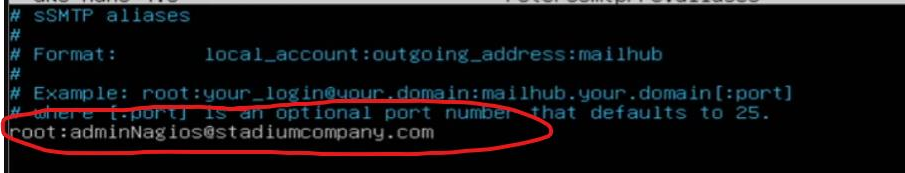 # sSMTP aliases
#
# Format:       local_account:outgoing_address:mailhub
#
# Example: root:your_login@your.domain:mailhub.your.domain[:port]
# where [:port] is an optional port number that defaults to 25.
root:adminNagios@stadiumcompany.com